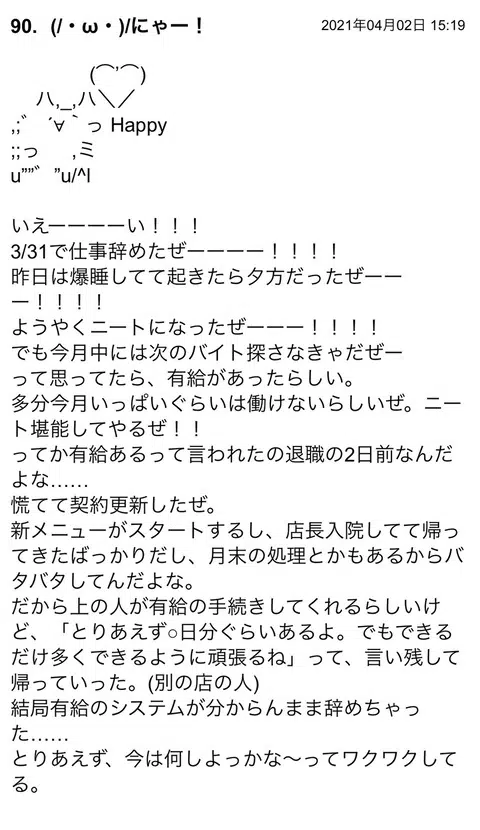 90. (/・ω・)/にゃー！
2021年04月02日 15:19
(⌒’⌒)
八,_,ハ＼／
,;゛ ´∀｀っ Happy
;;っ ,ミ
u””゛”u/^l
いえーーーーい！！！
3/31で仕事辞めたぜーーーー！！！！
昨日は爆睡してて起きたら夕方だったぜーー
ー！！！！
ようやくニートになったぜーーー！！！！
でも今月中には次のバイト探さなきゃだぜー
って思ってたら、有給があったらしい。
多分今月いっぱいぐらいは働けないらしいぜ。ニー
ト堪能してやるぜ！！
ってか有給あるって言われたの退職の2日前なんだ
よな……
慌てて契約更新したぜ。
新メニューがスタートするし、店長入院してて帰っ
てきたばっかりだし、月末の処理とかもあるからバ
タバタしてんだよな。
だから上の人が有給の手続きしてくれるらしいけ
ど、「とりあえず○日分ぐらいあるよ。でもできる
だけ多くできるように頑張るね」って、言い残して
帰っていった。(別の店の人)
結局有給のシステムが分からんまま辞めちゃっ
た……
とりあえず、今は何しよっかな〜ってワクワクして
る。